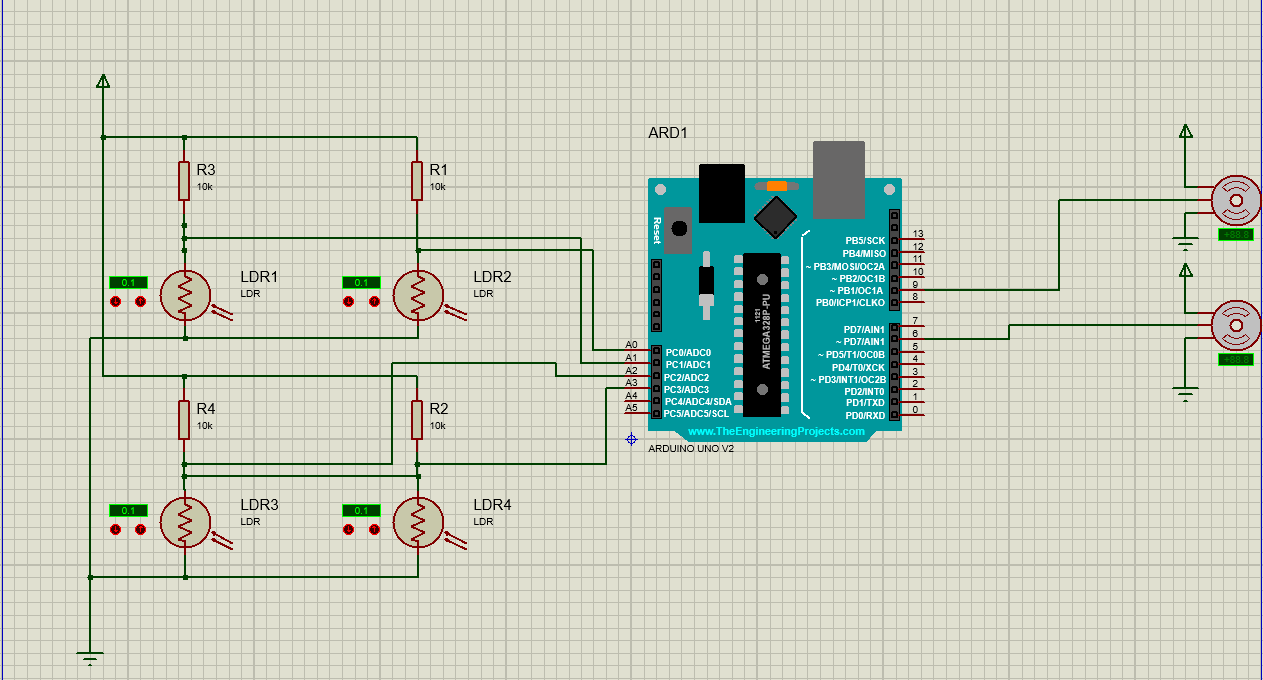 ARD1
R3
10k
R1
10k
LDR1
LDR
0.1
LDR2
LDR
0.1
R4
10k
R2
10k
LDR3
LDR
0.1
LDR4
LDR
0.1
Reset
1121
ATMEGA328P-PU
A0
A1
A2
A3
A4
A5
PC0/ADC0
PC1/ADC1
PC2/ADC2
PC3/ADC3
PC4/ADC4/SDA
PC5/ADC5/SCL
PB5/SCK 13
PB4/MISO 12
~ PB3/MOSI/OC2A 11
~ PB2/OC1B 10
~ PB1/OC1A 9
PB0/ICP1/CLKO 8
PD7/AIN1 7
~ PD7/AIN1 6
~ PD5/T1/OC0B 5
PD4/T0/XCK 4
~ PD3/INT1/OC2B 3
PD2/INT0 2
PD1/TXD 1
PD0/RXD 0
www.TheEngineeringProjects.com
ARDUINO UNO V2